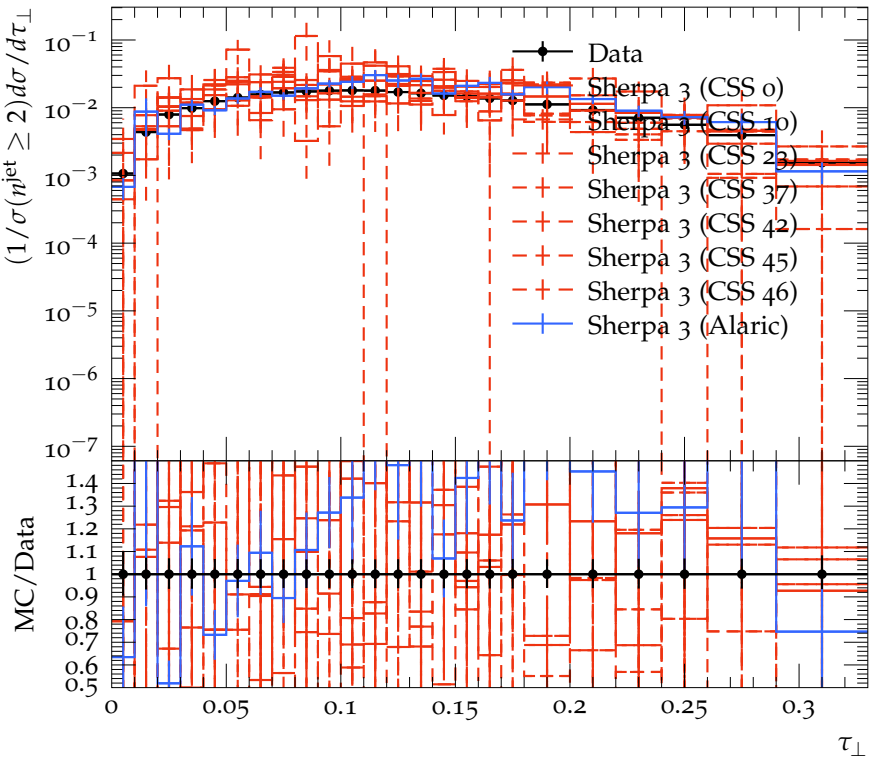 (1/σ(n^jet ≥ 2)dσ/dτ⊥
10^−1
10^−2
10^−3
10^−4
10^−5
10^−6
10^−7
Data
Sherpa 3 (CSS 0)
Sherpa 3 (CSS 10)
Sherpa 3 (CSS 23)
Sherpa 3 (CSS 37)
Sherpa 3 (CSS 42)
Sherpa 3 (CSS 45)
Sherpa 3 (CSS 46)
Sherpa 3 (Alaric)
MC/Data
1.4
1.3
1.2
1.1
1
0.9
0.8
0.7
0.6
0.5
0 0.05 0.1 0.15 0.2 0.25 0.3
τ⊥